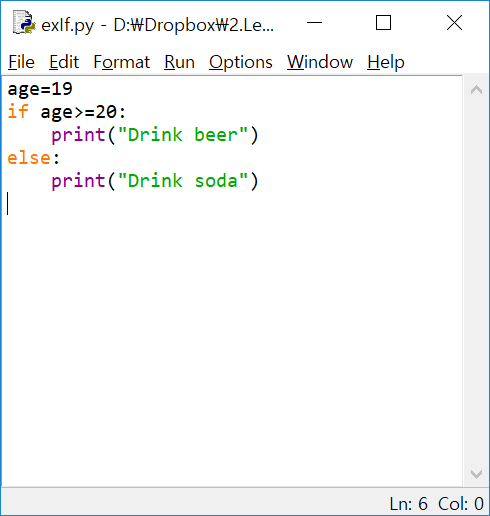 exIf.py - D:₩Dropbox₩2.Le...
File Edit Format Run Options Window Help
age=19
if age>=20:
    print("Drink beer")
else:
    print("Drink soda")
Ln: 6 Col: 0